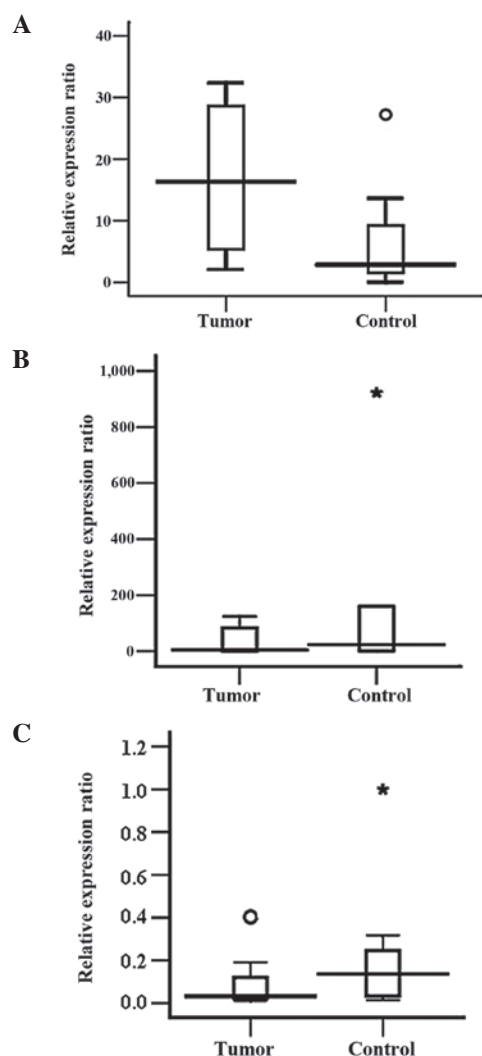 A
Relative expression ratio
40
30
20
10
0
Tumor Control
B
Relative expression ratio
1,000
800
600
400
200
0
Tumor Control
C
Relative expression ratio
1.2
1.0
0.8
0.6
0.4
0.2
0.0
Tumor Control